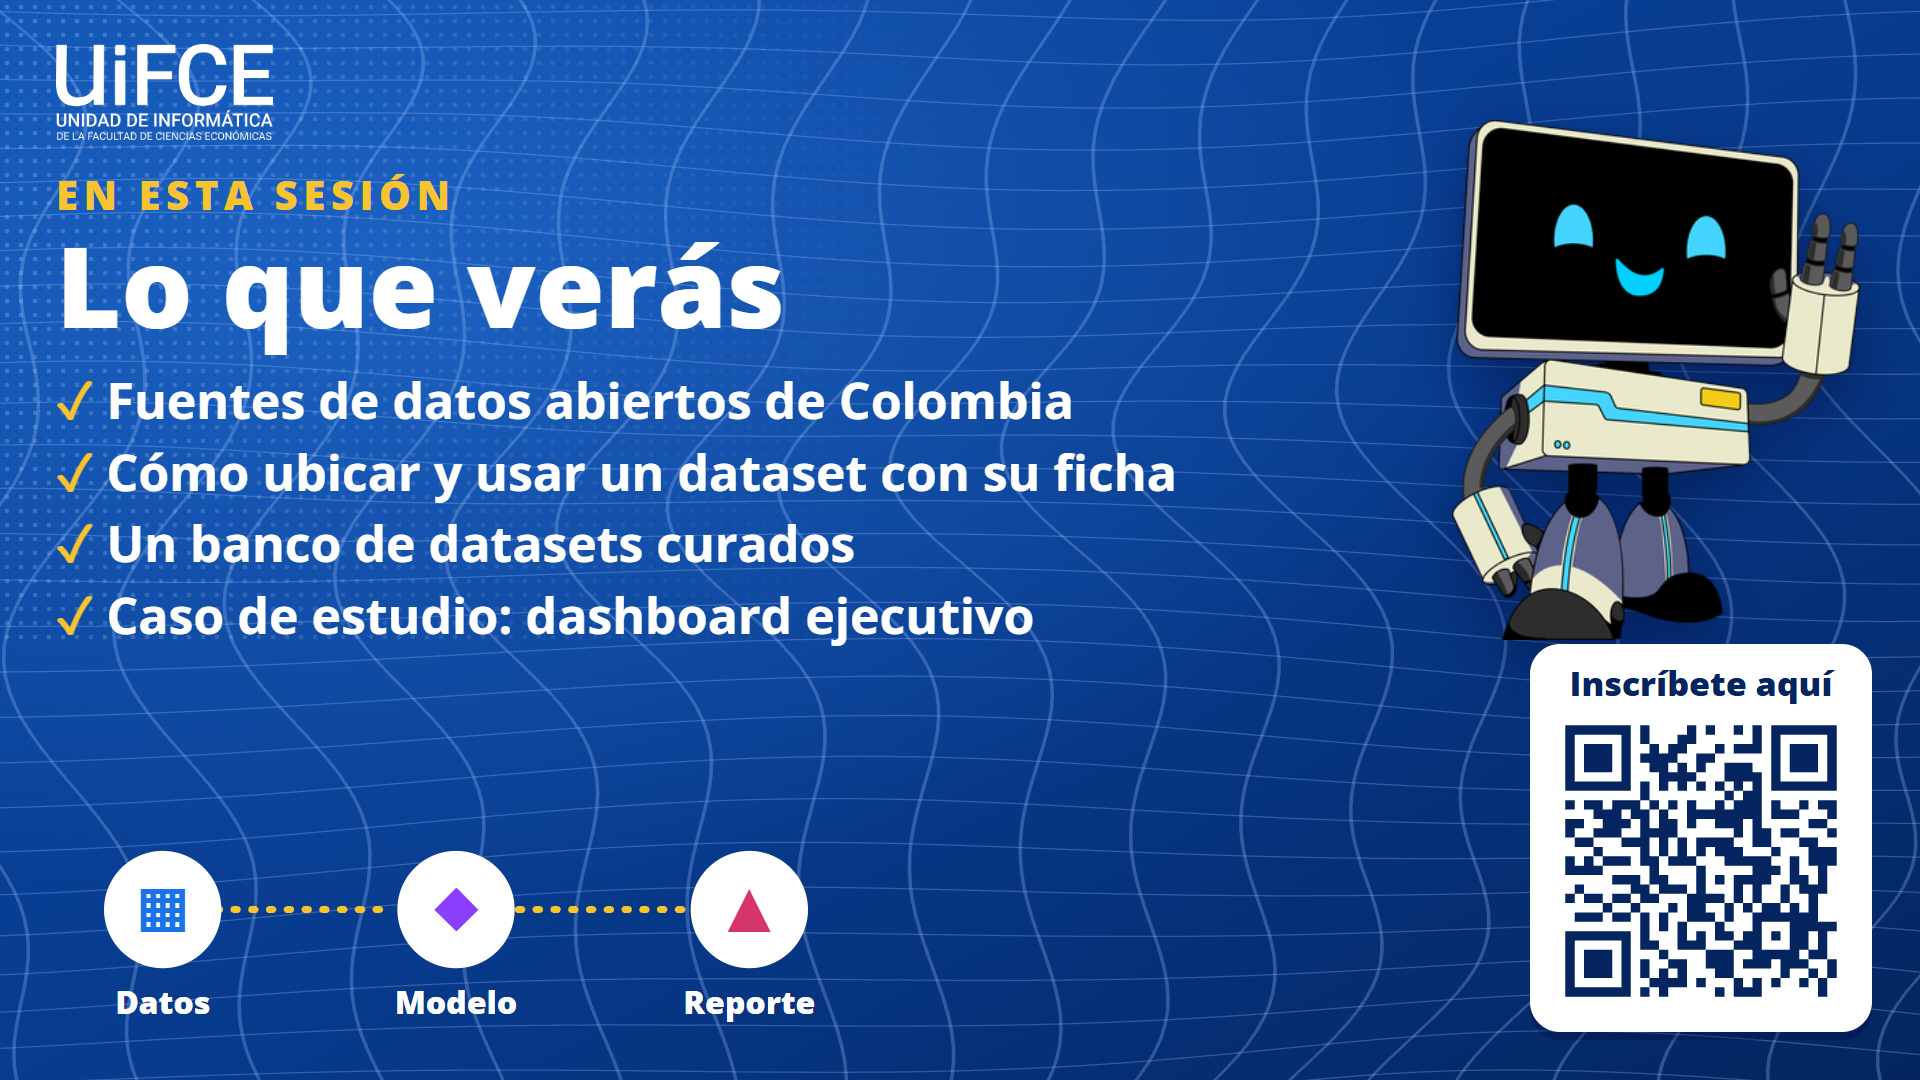 UiFCE
UNIDAD DE INFORMÁTICA
DE LA FACULTAD DE CIENCIAS ECONÓMICAS
EN ESTA SESIÓN
Lo que verás
✓ Fuentes de datos abiertos de Colombia
✓ Cómo ubicar y usar un dataset con su ficha
✓ Un banco de datasets curados
✓ Caso de estudio: dashboard ejecutivo
Inscríbete aquí
Datos
Modelo
Reporte